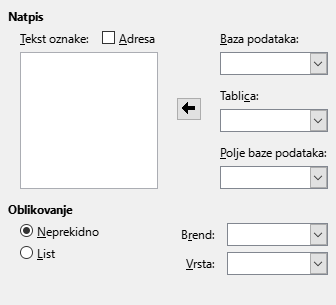 Natpis
Tekst oznake: Adresa Baza podataka:
Tablica:
Polje baze podataka:
Oblikovanje
Neprekidno Brend:
List Vrsta: